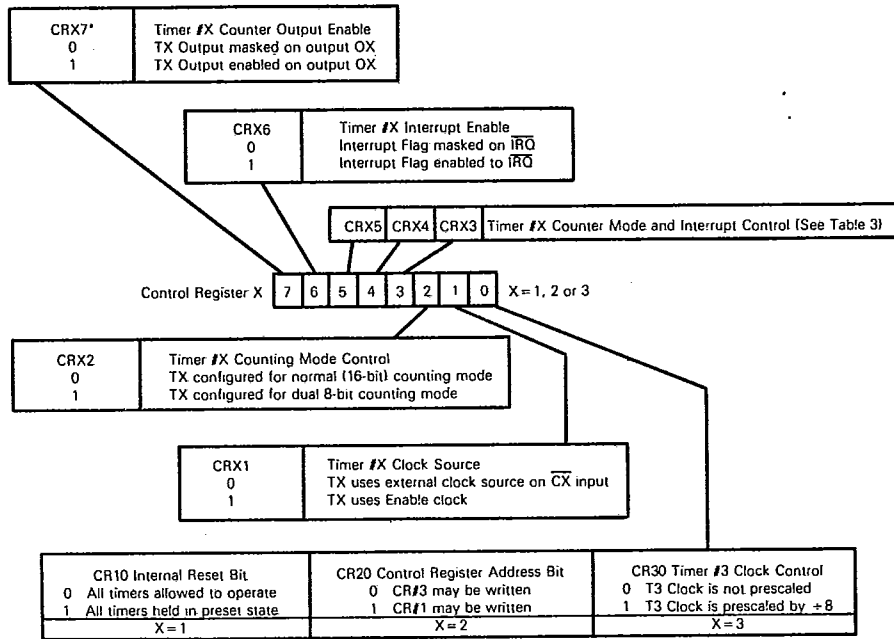 CRX7* Timer #X Counter Output Enable
0 TX Output masked on output OX
1 TX Output enabled on output OX
CRX6 Timer #X Interrupt Enable
0 Interrupt Flag masked on IRQ
1 Interrupt Flag enabled to IRQ
CRX5 CRX4 CRX3 Timer #X Counter Mode and Interrupt Control (See Table 3)
Control Register X 7 6 5 4 3 2 1 0 X=1, 2 or 3
CRX2 Timer #X Counting Mode Control
0 TX configured for normal (16-bit) counting mode
1 TX configured for dual 8-bit counting mode
CRX1 Timer #X Clock Source
0 TX uses external clock source on CX input
1 TX uses Enable clock
CR10 Internal Reset Bit
0 All timers allowed to operate
1 All timers held in preset state
X=1
CR20 Control Register Address Bit
0 CR#3 may be written
1 CR#1 may be written
X=2
CR30 Timer #3 Clock Control
0 T3 Clock is not prescaled
1 T3 Clock is prescaled by ÷8
X=3